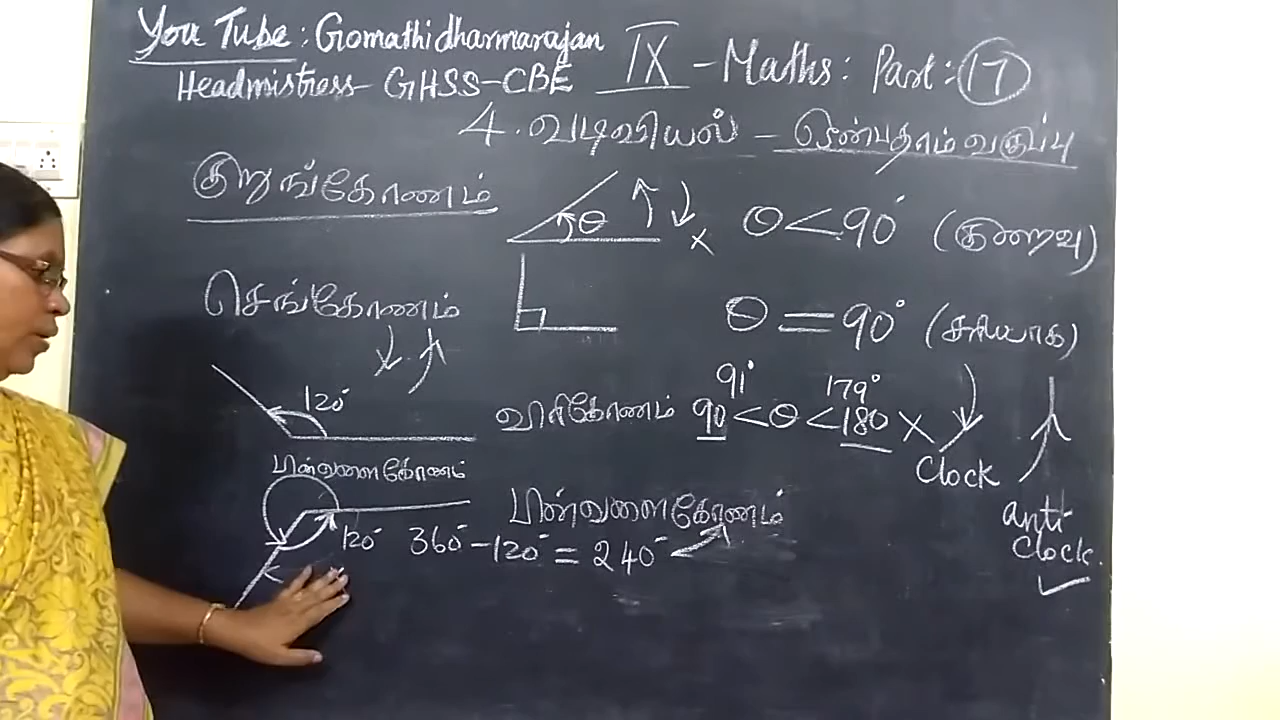 You Tube : Gomathidharmarajan
Headmistress - GHSS - CBE
IX - Maths : Part : 17
4. வடிவியல் - ஒன்பதாம் வகுப்பு
குறுங்கோணம்
θ
x
θ < 90° (குறைவு)
செங்கோணம்
θ = 90° (சரியாக)
120°
91° 179°
விரிகோணம் 90 < θ < 180 x
Clock
anti-
Clock.
பின்வளைகோணம்
பின்வளைகோணம்
120° 360° - 120° = 240°